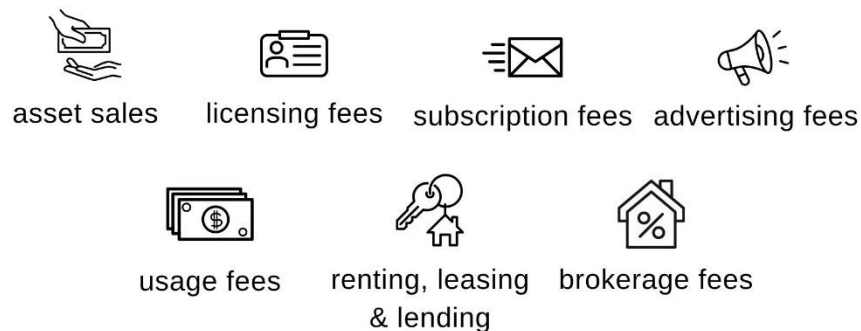 asset sales
licensing fees
subscription fees
advertising fees
$
%
usage fees
renting, leasing
& lending
brokerage fees